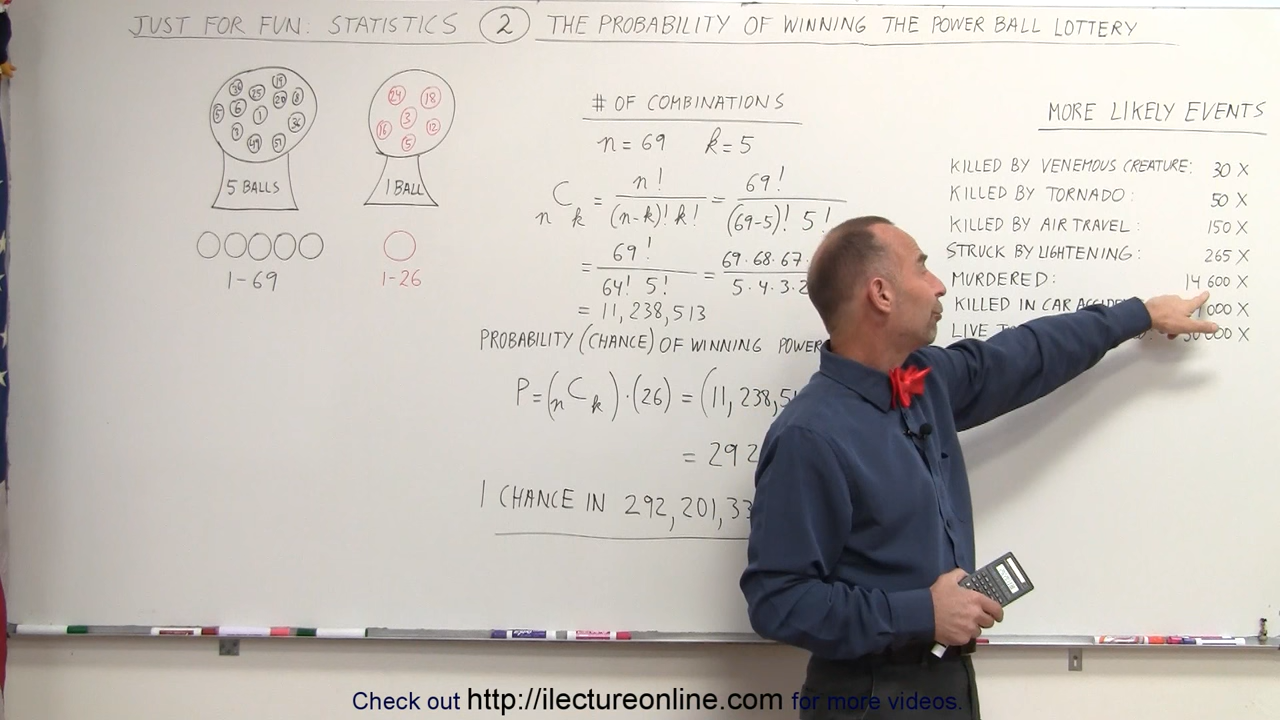 JUST FOR FUN: STATISTICS 2 THE PROBABILITY OF WINNING THE POWER BALL LOTTERY
5 BALLS
1-69
1 BALL
1-26
# OF COMBINATIONS
n = 69 k = 5
nCk = n! / (n-k)! k! = 69! / (69-5)! 5!
= 69! / 64! 5! = 69·68·67· / 5·4·3·2
= 11,238,513
PROBABILITY (CHANCE) OF WINNING POWER
P = (nCk)·(26) = (11,238,5
= 292
1 CHANCE IN 292,201,33
MORE LIKELY EVENTS
KILLED BY VENEMOUS CREATURE: 30 X
KILLED BY TORNADO: 50 X
KILLED BY AIR TRAVEL: 150 X
STRUCK BY LIGHTENING: 265 X
MURDERED: 14 600 X
KILLED IN CAR 000 X
LIVE X
Check out http://ilectureonline.com for more videos.